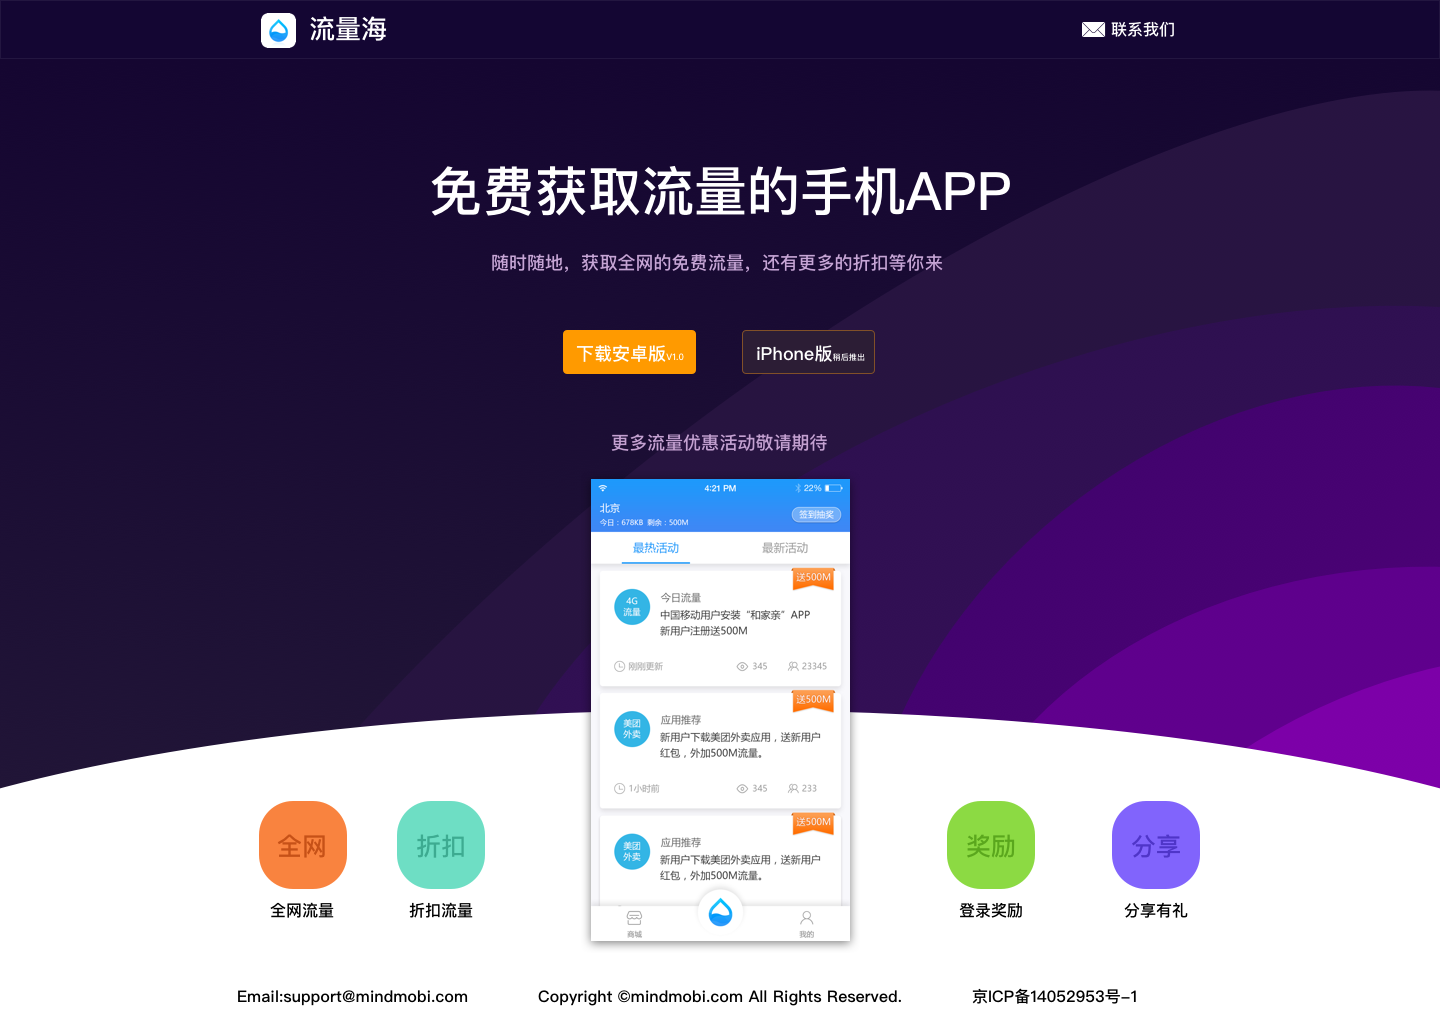 流量海
联系我们
免费获取流量的手机APP
随时随地，获取全网的免费流量，还有更多的折扣等你来
下载安卓版V1.0
iPhone版稍后推出
更多流量优惠活动敬请期待
4:21 PM
22%
北京
今日：678KB 剩余：500M
签到抽奖
最热活动
最新活动
送500M
4G
流量
今日流量
中国移动用户安装“和家亲”APP
新用户注册送500M
刚刚更新
345
23345
送500M
美团
外卖
应用推荐
新用户下载美团外卖应用，送新用户
红包，外加500M流量。
1小时前
345
233
送500M
美团
外卖
应用推荐
新用户下载美团外卖应用，送新用户
红包，外加500M流量。
商城
我的
全网
折扣
奖励
分享
全网流量
折扣流量
登录奖励
分享有礼
Email:support@mindmobi.com
Copyright ©mindmobi.com All Rights Reserved.
京ICP备14052953号-1